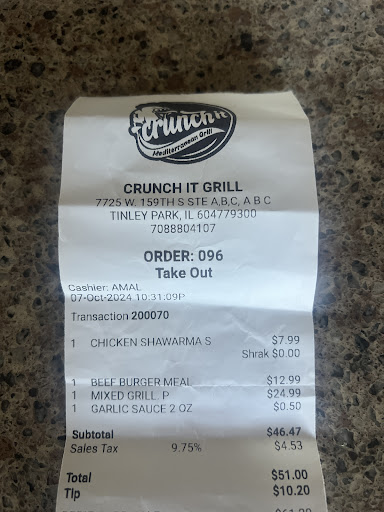 crunch it
Mediterranean Grill
CRUNCH IT GRILL
7725 W. 159TH S STE A,B,C, A B C
TINLEY PARK, IL 604779300
7088804107
ORDER: 096
Take Out
Cashier: AMAL
07-Oct-2024 10:31:09P
Transaction 200070
1 CHICKEN SHAWARMA S $7.99
Shrak $0.00
1 BEEF BURGER MEAL $12.99
1 MIXED GRILL. P $24.99
1 GARLIC SAUCE 2 OZ $0.50
Subtotal $46.47
Sales Tax 9.75% $4.53
Total $51.00
Tip $10.20